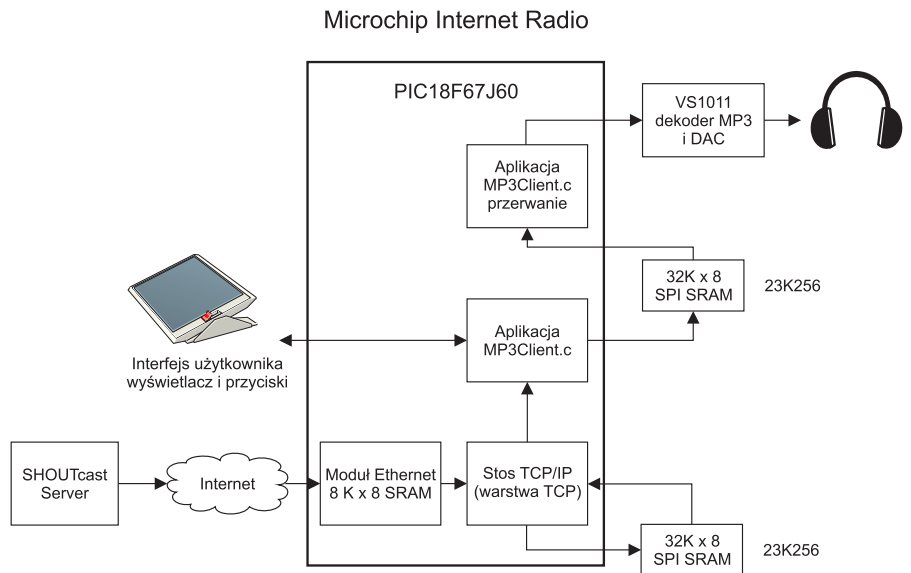 Microchip Internet Radio
PIC18F67J60
VS1011
dekoder MP3
i DAC
Aplikacja
MP3Client.c
przerwanie
32K x 8
SPI SRAM
23K256
Aplikacja
MP3Client.c
Interfejs użytkownika
wyświetlacz i przyciski
SHOUTcast
Server
Internet
Moduł Ethernet
8 K x 8 SRAM
Stos TCP/IP
(warstwa TCP)
32K x 8
SPI SRAM
23K256